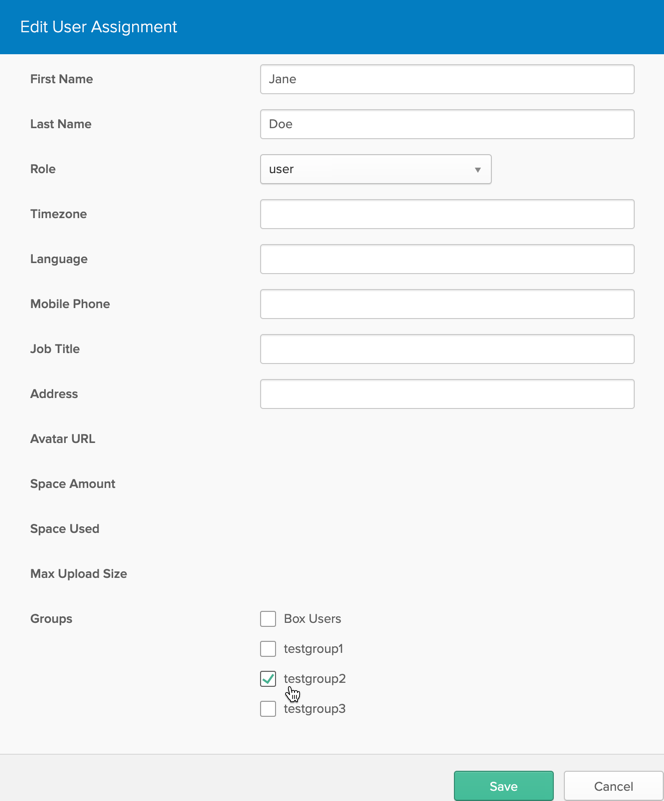 Edit User Assignment
First Name Jane
Last Name Doe
Role user
Timezone
Language
Mobile Phone
Job Title
Address
Avatar URL
Space Amount
Space Used
Max Upload Size
Groups Box Users
testgroup1
testgroup2
testgroup3
Save Cancel